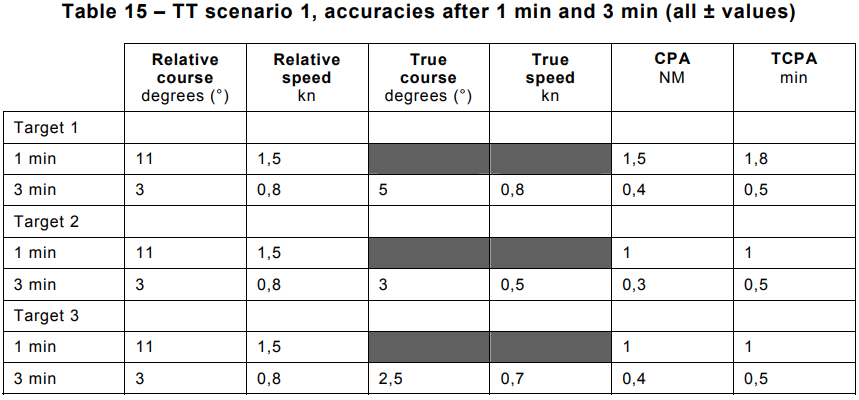 Table 15 – TT scenario 1, accuracies after 1 min and 3 min (all ± values)
Relative course degrees (°) Relative speed kn True course degrees (°) True speed kn CPA NM TCPA min
Target 1
1 min 11 1,5 1,5 1,8
3 min 3 0,8 5 0,8 0,4 0,5
Target 2
1 min 11 1,5 1 1
3 min 3 0,8 3 0,5 0,3 0,5
Target 3
1 min 11 1,5 1 1
3 min 3 0,8 2,5 0,7 0,4 0,5